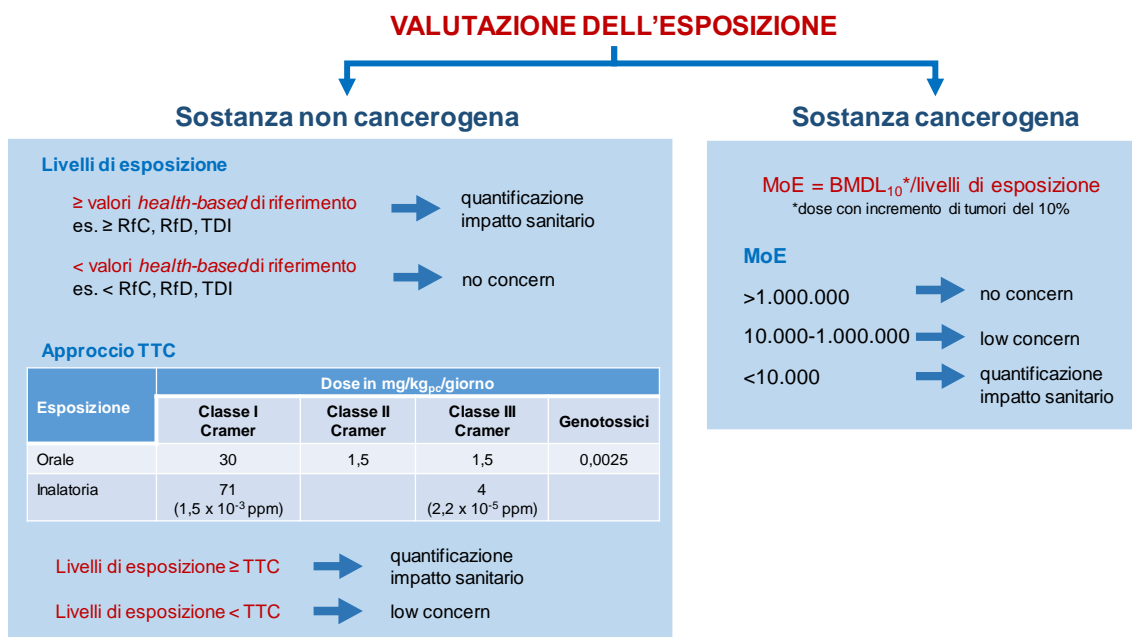 VALUTAZIONE DELL'ESPOSIZIONE
Sostanza non cancerogena
Livelli di esposizione
≥ valori health-based di riferimento
es. ≥ RfC, RfD, TDI
quantificazione
impatto sanitario
< valori health-based di riferimento
es. < RfC, RfD, TDI
no concern
Approccio TTC
Esposizione
Dose in mg/kgpc/giorno
Classe I
Cramer
Classe II
Cramer
Classe III
Cramer
Genotossici
Orale 30 1,5 1,5 0,0025
Inalatoria 71 4
(1,5 x 10⁻³ ppm) (2,2 x 10⁻⁵ ppm)
Livelli di esposizione ≥ TTC
quantificazione
impatto sanitario
Livelli di esposizione < TTC
low concern
Sostanza cancerogena
MoE = BMDL₁₀*/livelli di esposizione
*dose con incremento di tumori del 10%
MoE
>1.000.000 no concern
10.000-1.000.000 low concern
<10.000 quantificazione
impatto sanitario